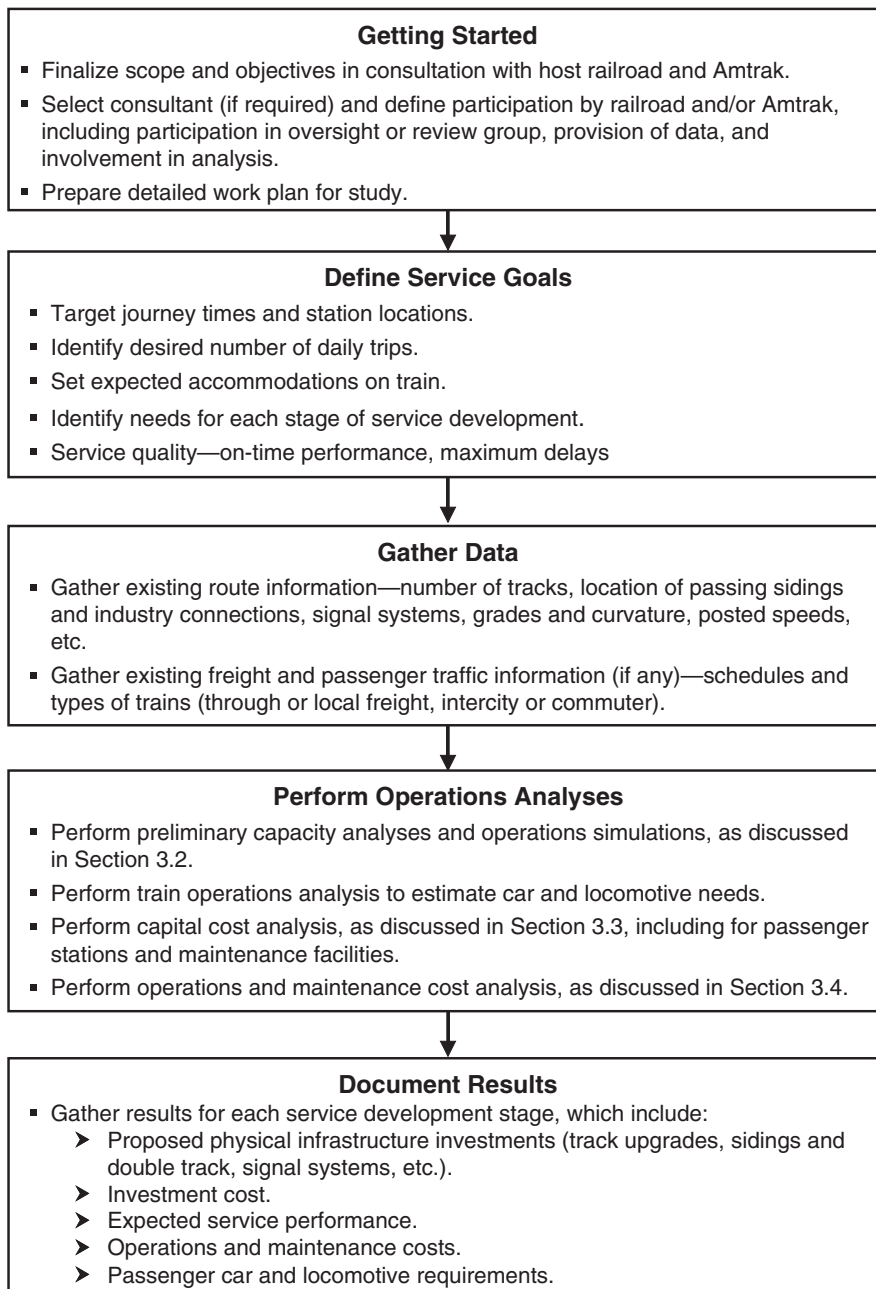 Getting Started
▪ Finalize scope and objectives in consultation with host railroad and Amtrak.
▪ Select consultant (if required) and define participation by railroad and/or Amtrak,
including participation in oversight or review group, provision of data, and
involvement in analysis.
▪ Prepare detailed work plan for study.
Define Service Goals
▪ Target journey times and station locations.
▪ Identify desired number of daily trips.
▪ Set expected accommodations on train.
▪ Identify needs for each stage of service development.
▪ Service quality—on-time performance, maximum delays
Gather Data
▪ Gather existing route information—number of tracks, location of passing sidings
and industry connections, signal systems, grades and curvature, posted speeds,
etc.
▪ Gather existing freight and passenger traffic information (if any)—schedules and
types of trains (through or local freight, intercity or commuter).
Perform Operations Analyses
▪ Perform preliminary capacity analyses and operations simulations, as discussed
in Section 3.2.
▪ Perform train operations analysis to estimate car and locomotive needs.
▪ Perform capital cost analysis, as discussed in Section 3.3, including for passenger
stations and maintenance facilities.
▪ Perform operations and maintenance cost analysis, as discussed in Section 3.4.
Document Results
▪ Gather results for each service development stage, which include:
➤ Proposed physical infrastructure investments (track upgrades, sidings and
double track, signal systems, etc.).
➤ Investment cost.
➤ Expected service performance.
➤ Operations and maintenance costs.
➤ Passenger car and locomotive requirements.